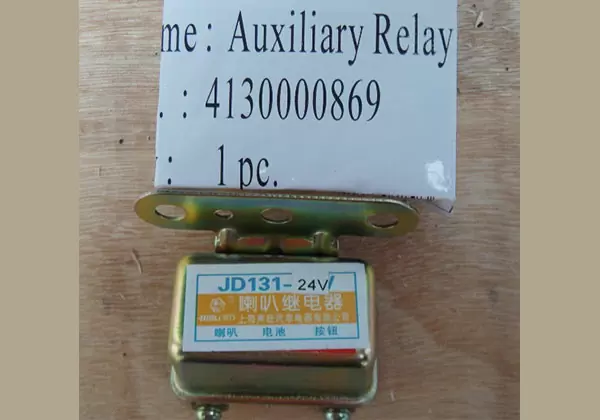 me: Auxiliary Relay
.: 4130000869
: 1 pc.
JD131-24V
喇叭继电器
喇叭 电池 按钮